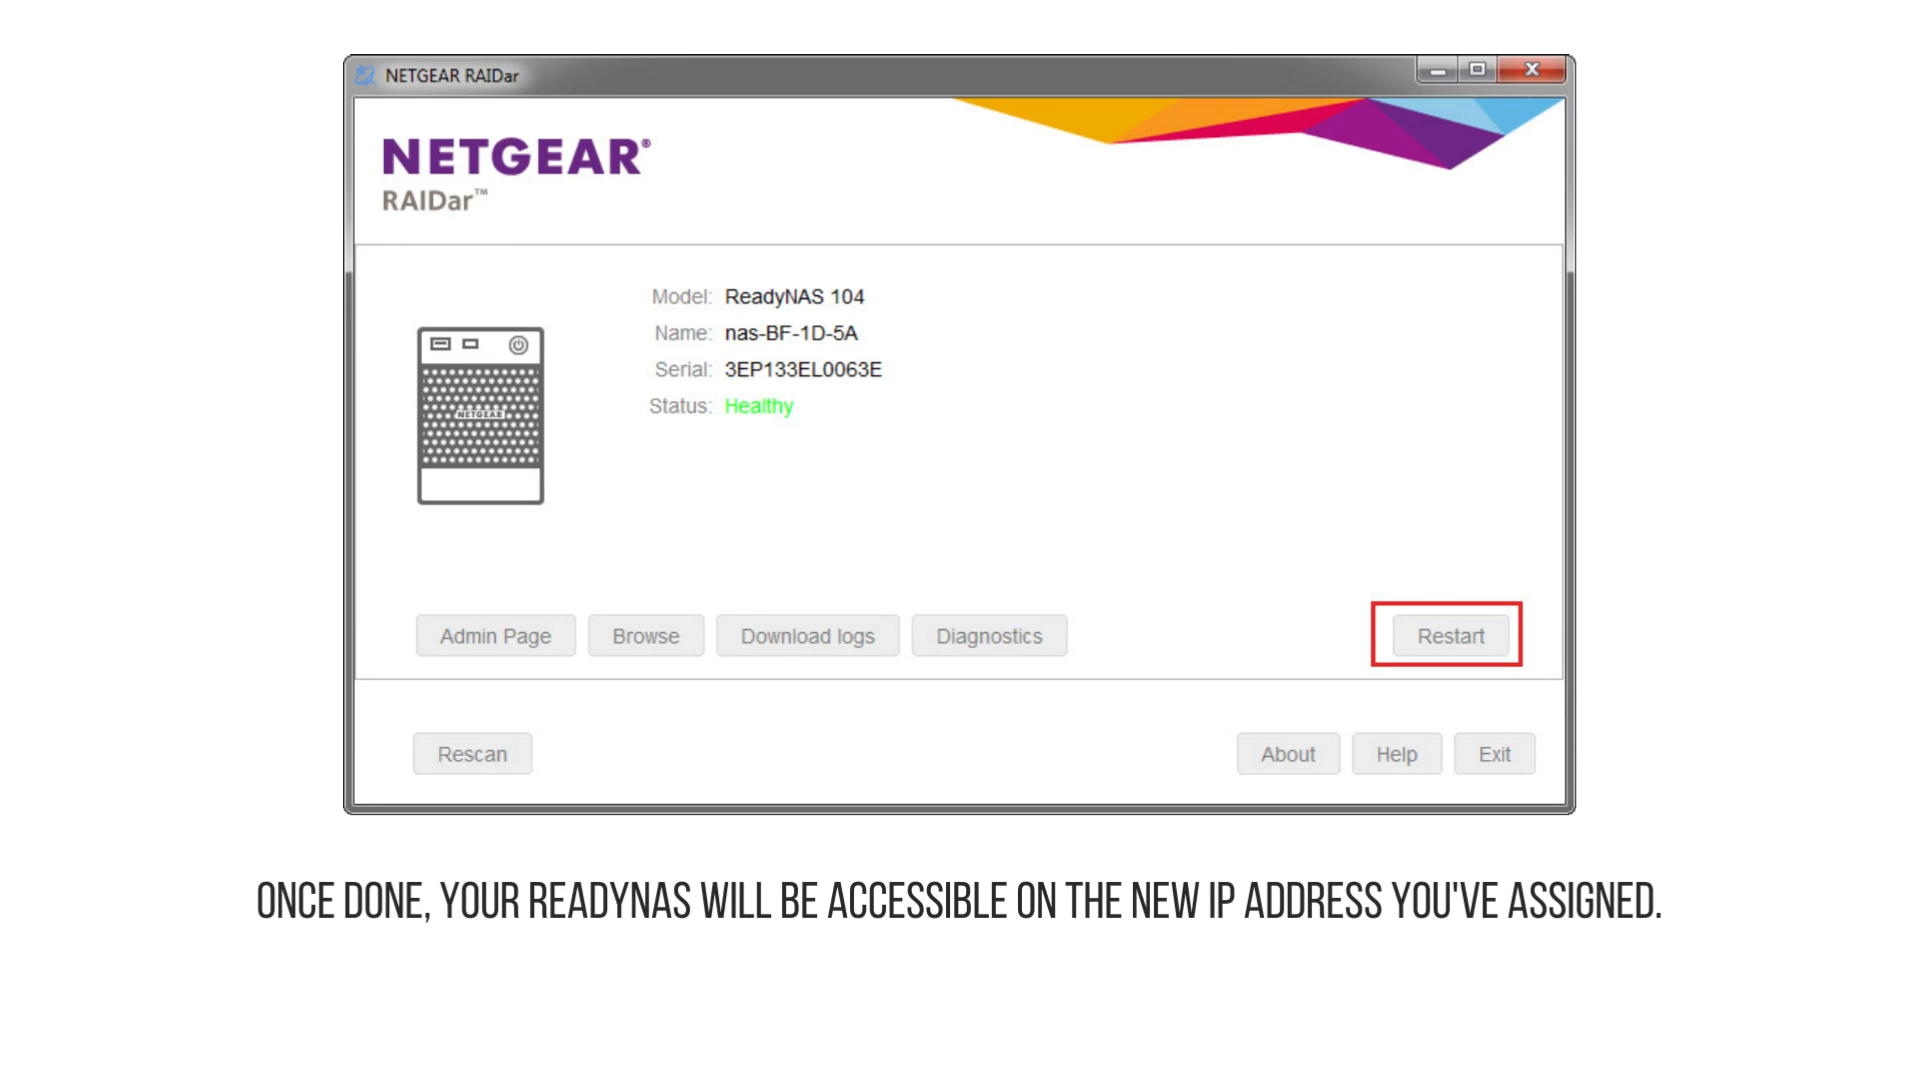 NETGEAR RAIDar
NETGEAR®
RAIDar™
Model: ReadyNAS 104
Name: nas-BF-1D-5A
Serial: 3EP133EL0063E
Status: Healthy
NETGEAR
Admin Page Browse Download logs Diagnostics Restart
Rescan About Help Exit
ONCE DONE, YOUR READYNAS WILL BE ACCESSIBLE ON THE NEW IP ADDRESS YOU'VE ASSIGNED.